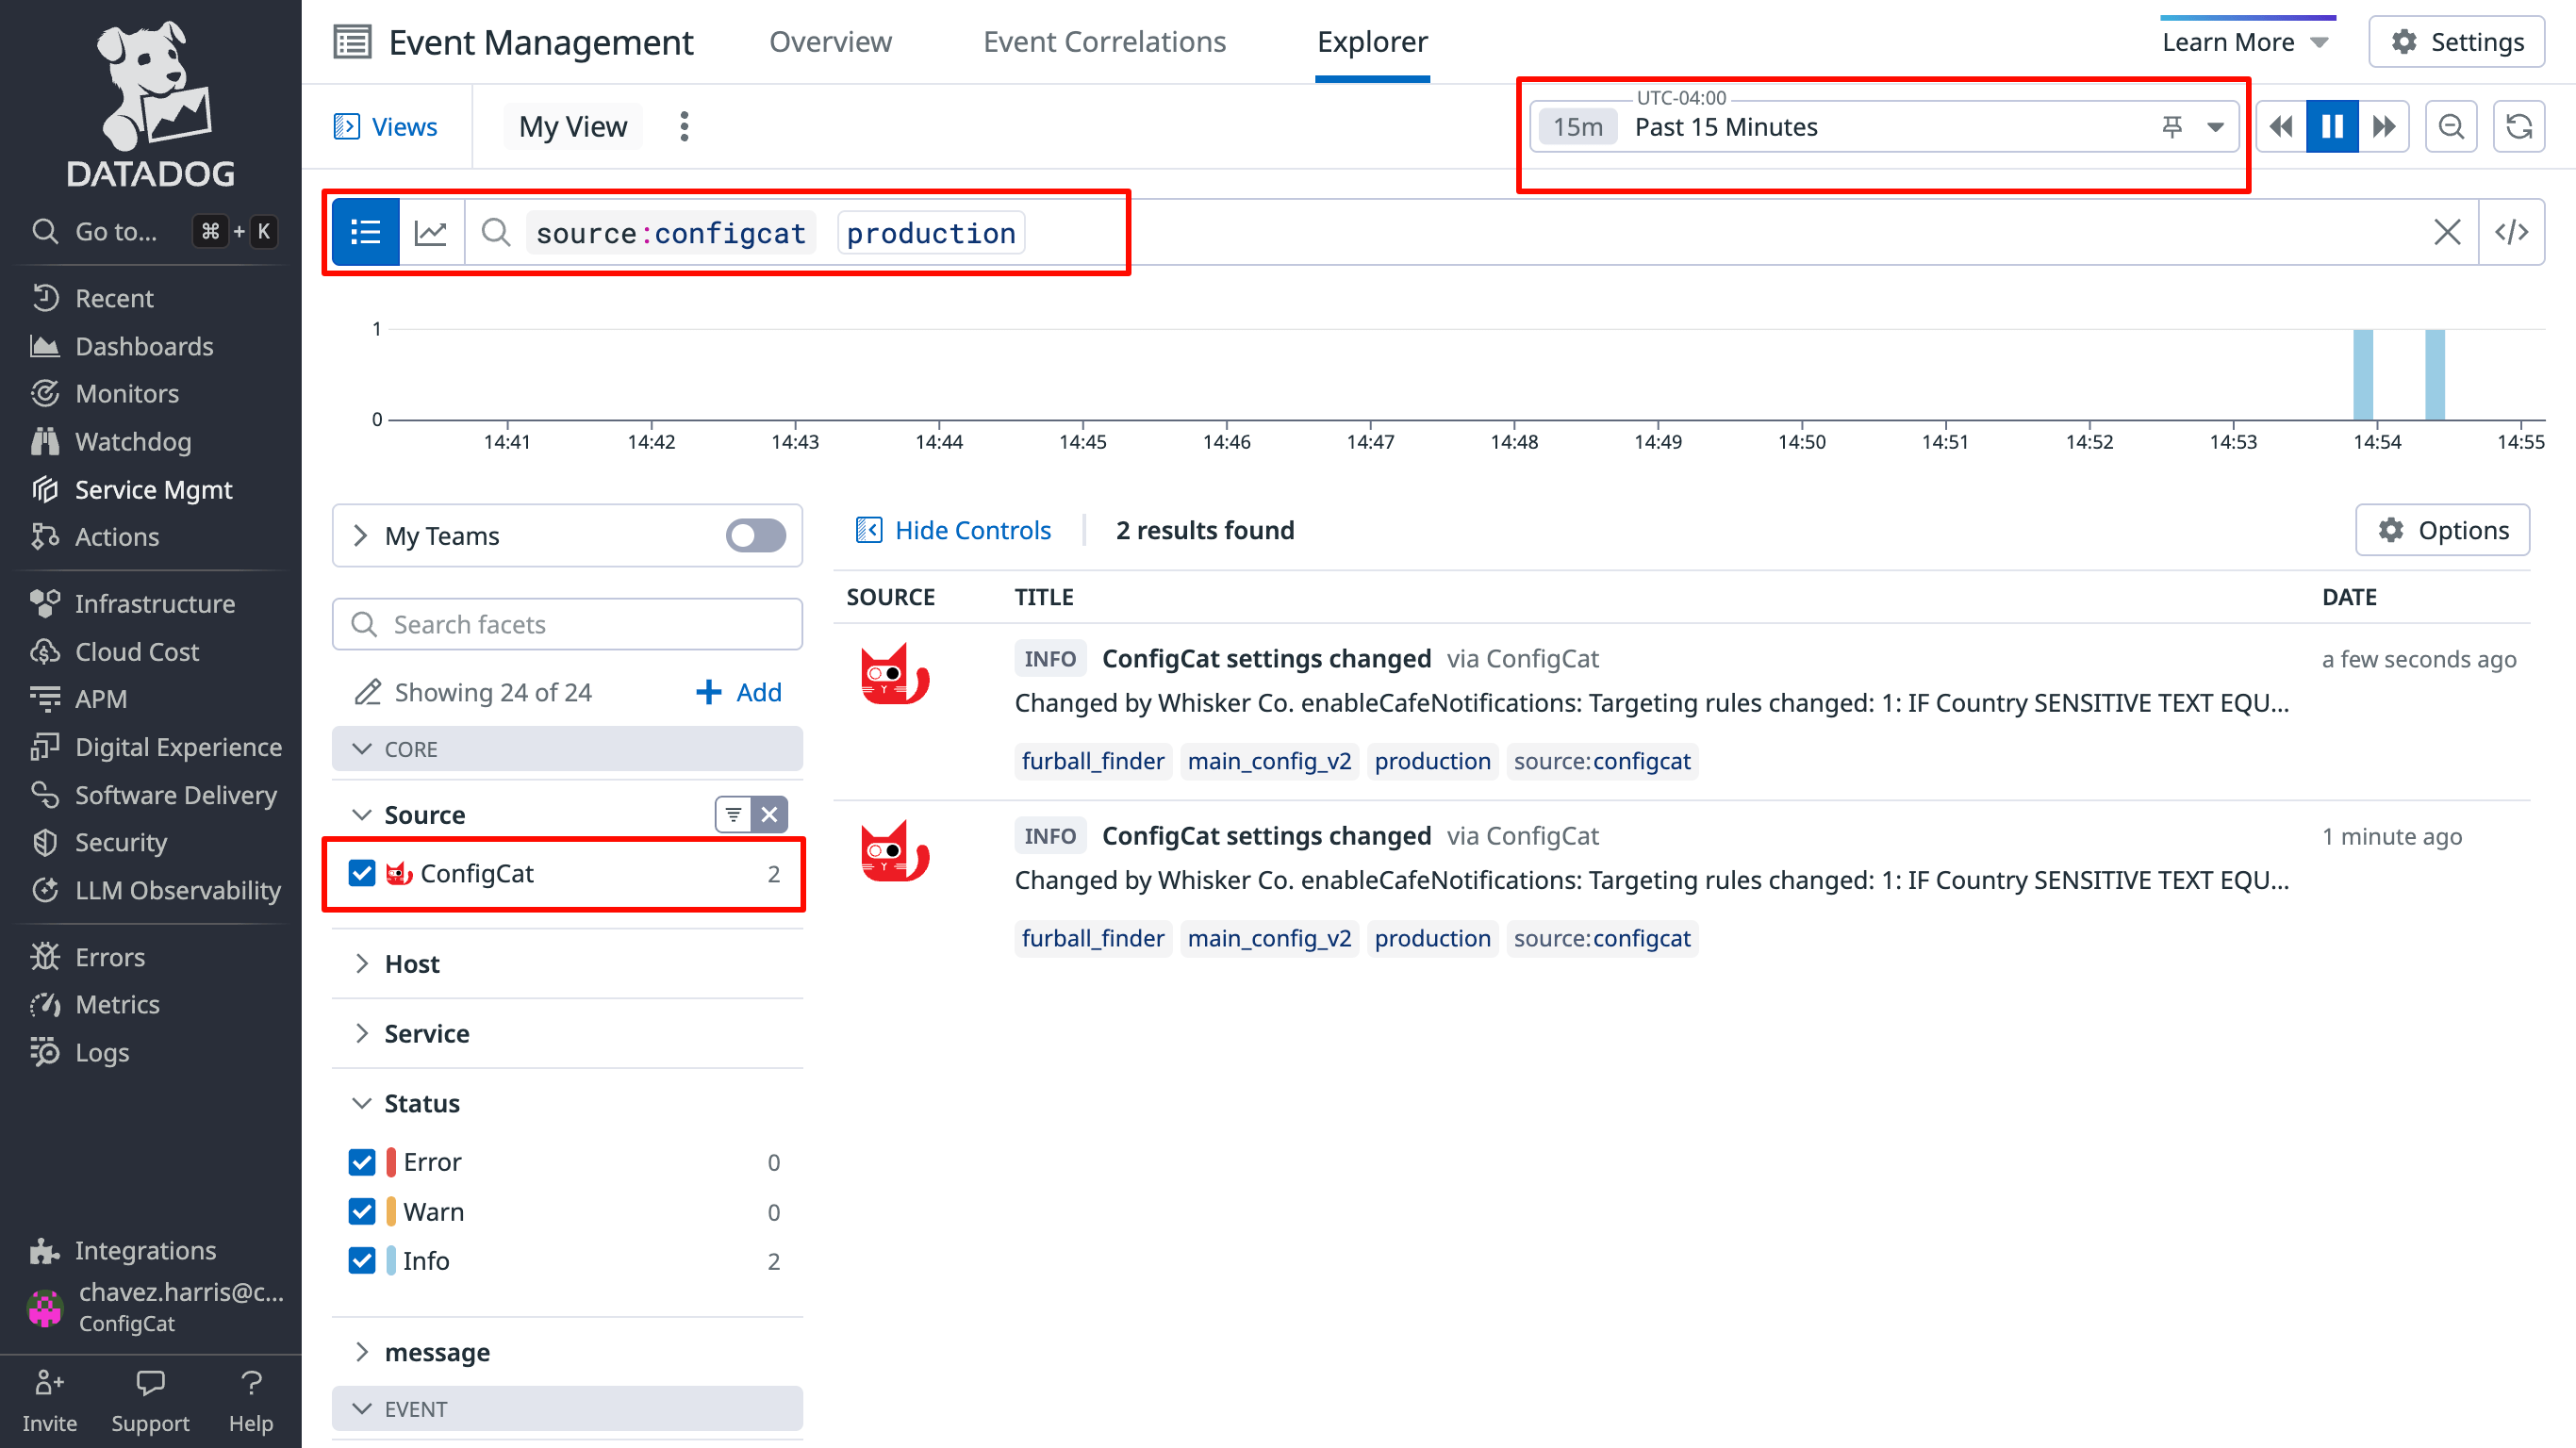 DATADOG
Go to... ⌘ + K
Recent
Dashboards
Monitors
Watchdog
Service Mgmt
Actions
Infrastructure
Cloud Cost
APM
Digital Experience
Software Delivery
Security
LLM Observability
Errors
Metrics
Logs
Integrations
chavez.harris@c...
ConfigCat
Invite Support Help
Event Management Overview Event Correlations Explorer Learn More Settings
Views My View
UTC-04:00
15m Past 15 Minutes
source:configcat production
1
0
14:41 14:42 14:43 14:44 14:45 14:46 14:47 14:48 14:49 14:50 14:51 14:52 14:53 14:54 14:55
My Teams
Search facets
Showing 24 of 24 Add
CORE
Source
ConfigCat 2
Host
Service
Status
Error 0
Warn 0
Info 2
message
EVENT
Hide Controls 2 results found Options
SOURCE TITLE DATE
INFO ConfigCat settings changed via ConfigCat a few seconds ago
Changed by Whisker Co. enableCafeNotifications: Targeting rules changed: 1: IF Country SENSITIVE TEXT EQU...
furball_finder main_config_v2 production source:configcat
INFO ConfigCat settings changed via ConfigCat 1 minute ago
Changed by Whisker Co. enableCafeNotifications: Targeting rules changed: 1: IF Country SENSITIVE TEXT EQU...
furball_finder main_config_v2 production source:configcat